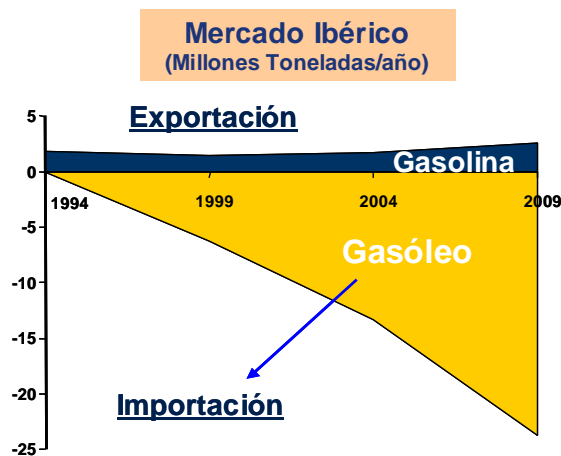 Mercado Ibérico
(Millones Toneladas/año)
Exportación
5
Gasolina
0
1994
1999
2004
2009
-5
Gasóleo
-10
-15
Importación
-20
-25